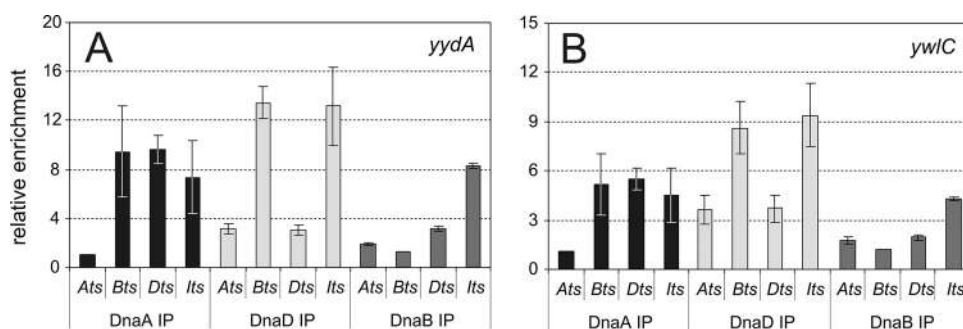 A
yydA
relative enrichment
20
16
12
8
4
0
Ats Bts Dts Its Ats Bts Dts Its Ats Bts Dts Its
DnaA IP DnaD IP DnaB IP
B
ywlC
15
12
9
6
3
0
Ats Bts Dts Its Ats Bts Dts Its Ats Bts Dts Its
DnaA IP DnaD IP DnaB IP